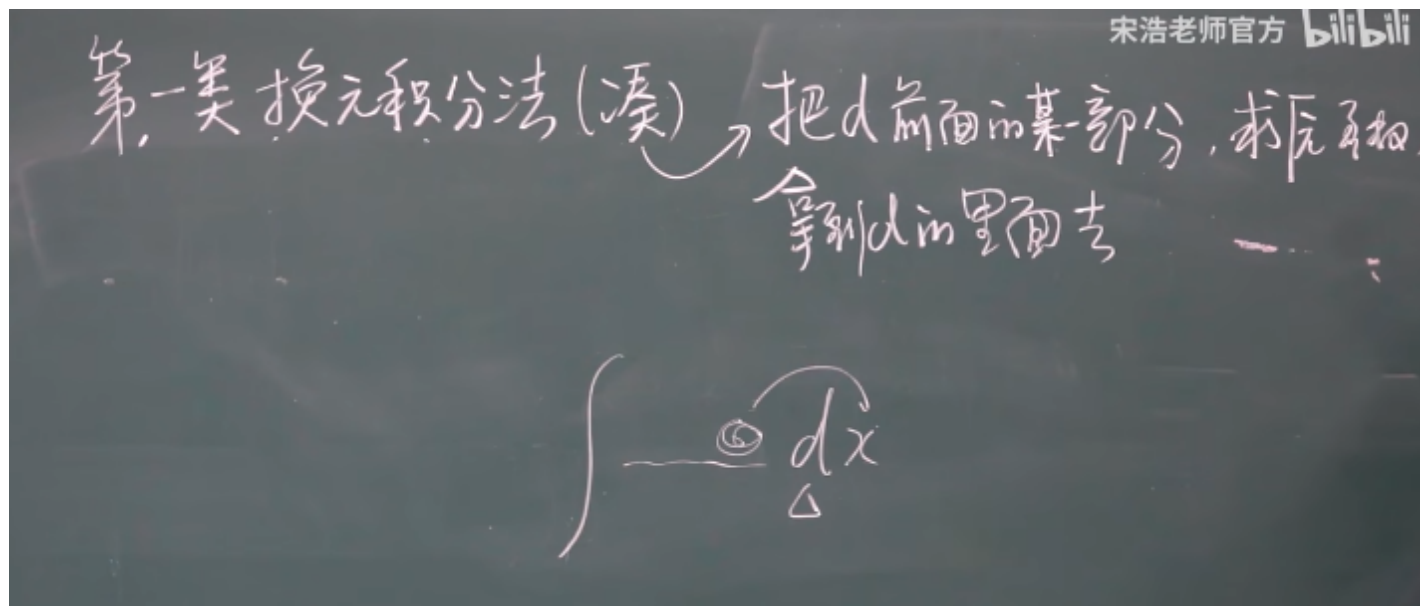 宋浩老师官方 bilibili
第一类换元积分法(凑) 把d前面的某一部分,求原函数,
拿到d的里面去
∫ dx